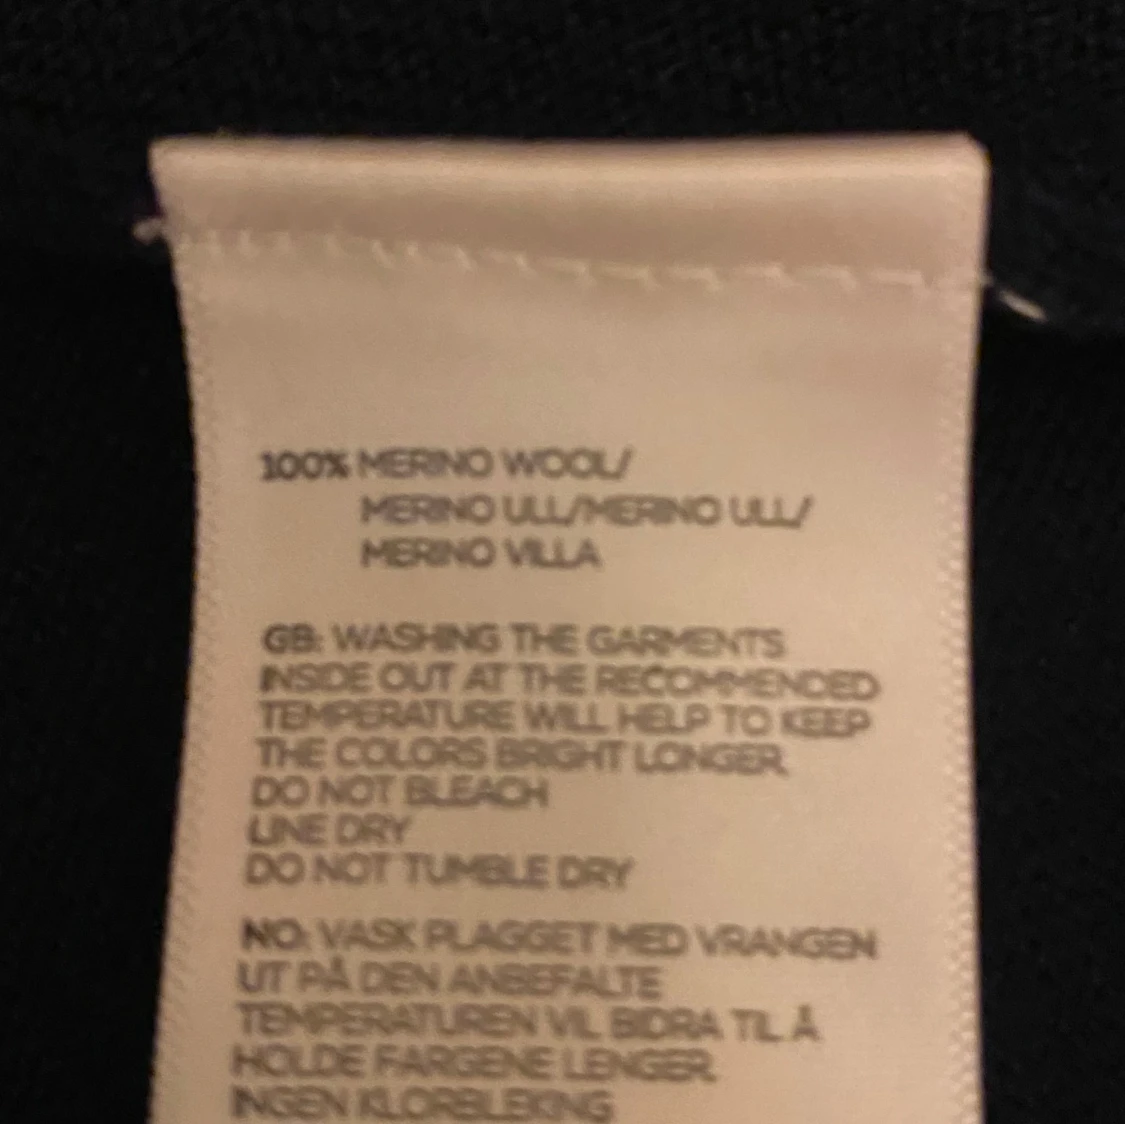 100% MERINO WOOL/
MERINO ULL/MERINO ULL/
MERINO VILLA
GB: WASHING THE GARMENTS
INSIDE OUT AT THE RECOMMENDED
TEMPERATURE WILL HELP TO KEEP
THE COLORS BRIGHT LONGER.
DO NOT BLEACH
LINE DRY
DO NOT TUMBLE DRY
NO: VASK PLAGGET MED VRANGEN
UT PÅ DEN ANBEFALTE
TEMPERATUREN VIL BIDRA TIL Å
HOLDE FARGENE LENGER.
INGEN KLORBLEKING